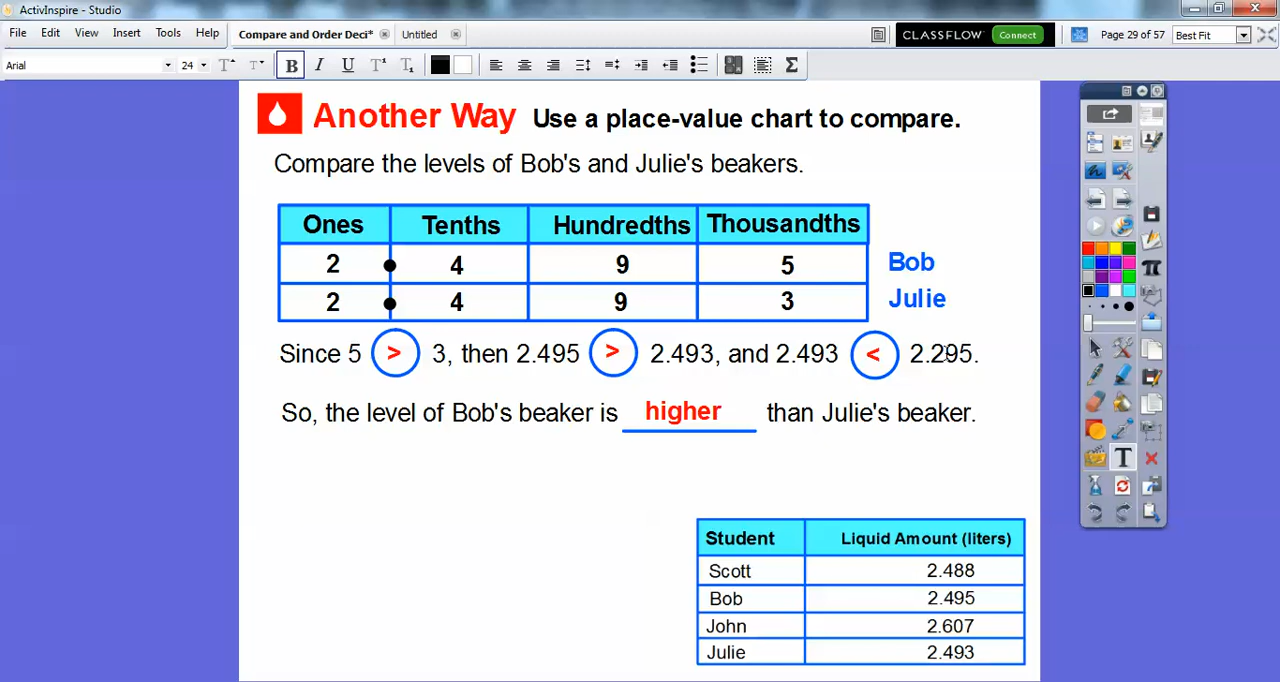 ActivInspire - Studio
File Edit View Insert Tools Help Compare and Order Deci* Untitled CLASSFLOW Connect Page 29 of 57 Best Fit
Arial 24
Another Way Use a place-value chart to compare.
Compare the levels of Bob's and Julie's beakers.
Ones Tenths Hundredths Thousandths
2 4 9 5 Bob
2 4 9 3 Julie
Since 5 > 3, then 2.495 > 2.493, and 2.493 < 2.295.
So, the level of Bob's beaker is higher than Julie's beaker.
Student Liquid Amount (liters)
Scott 2.488
Bob 2.495
John 2.607
Julie 2.493